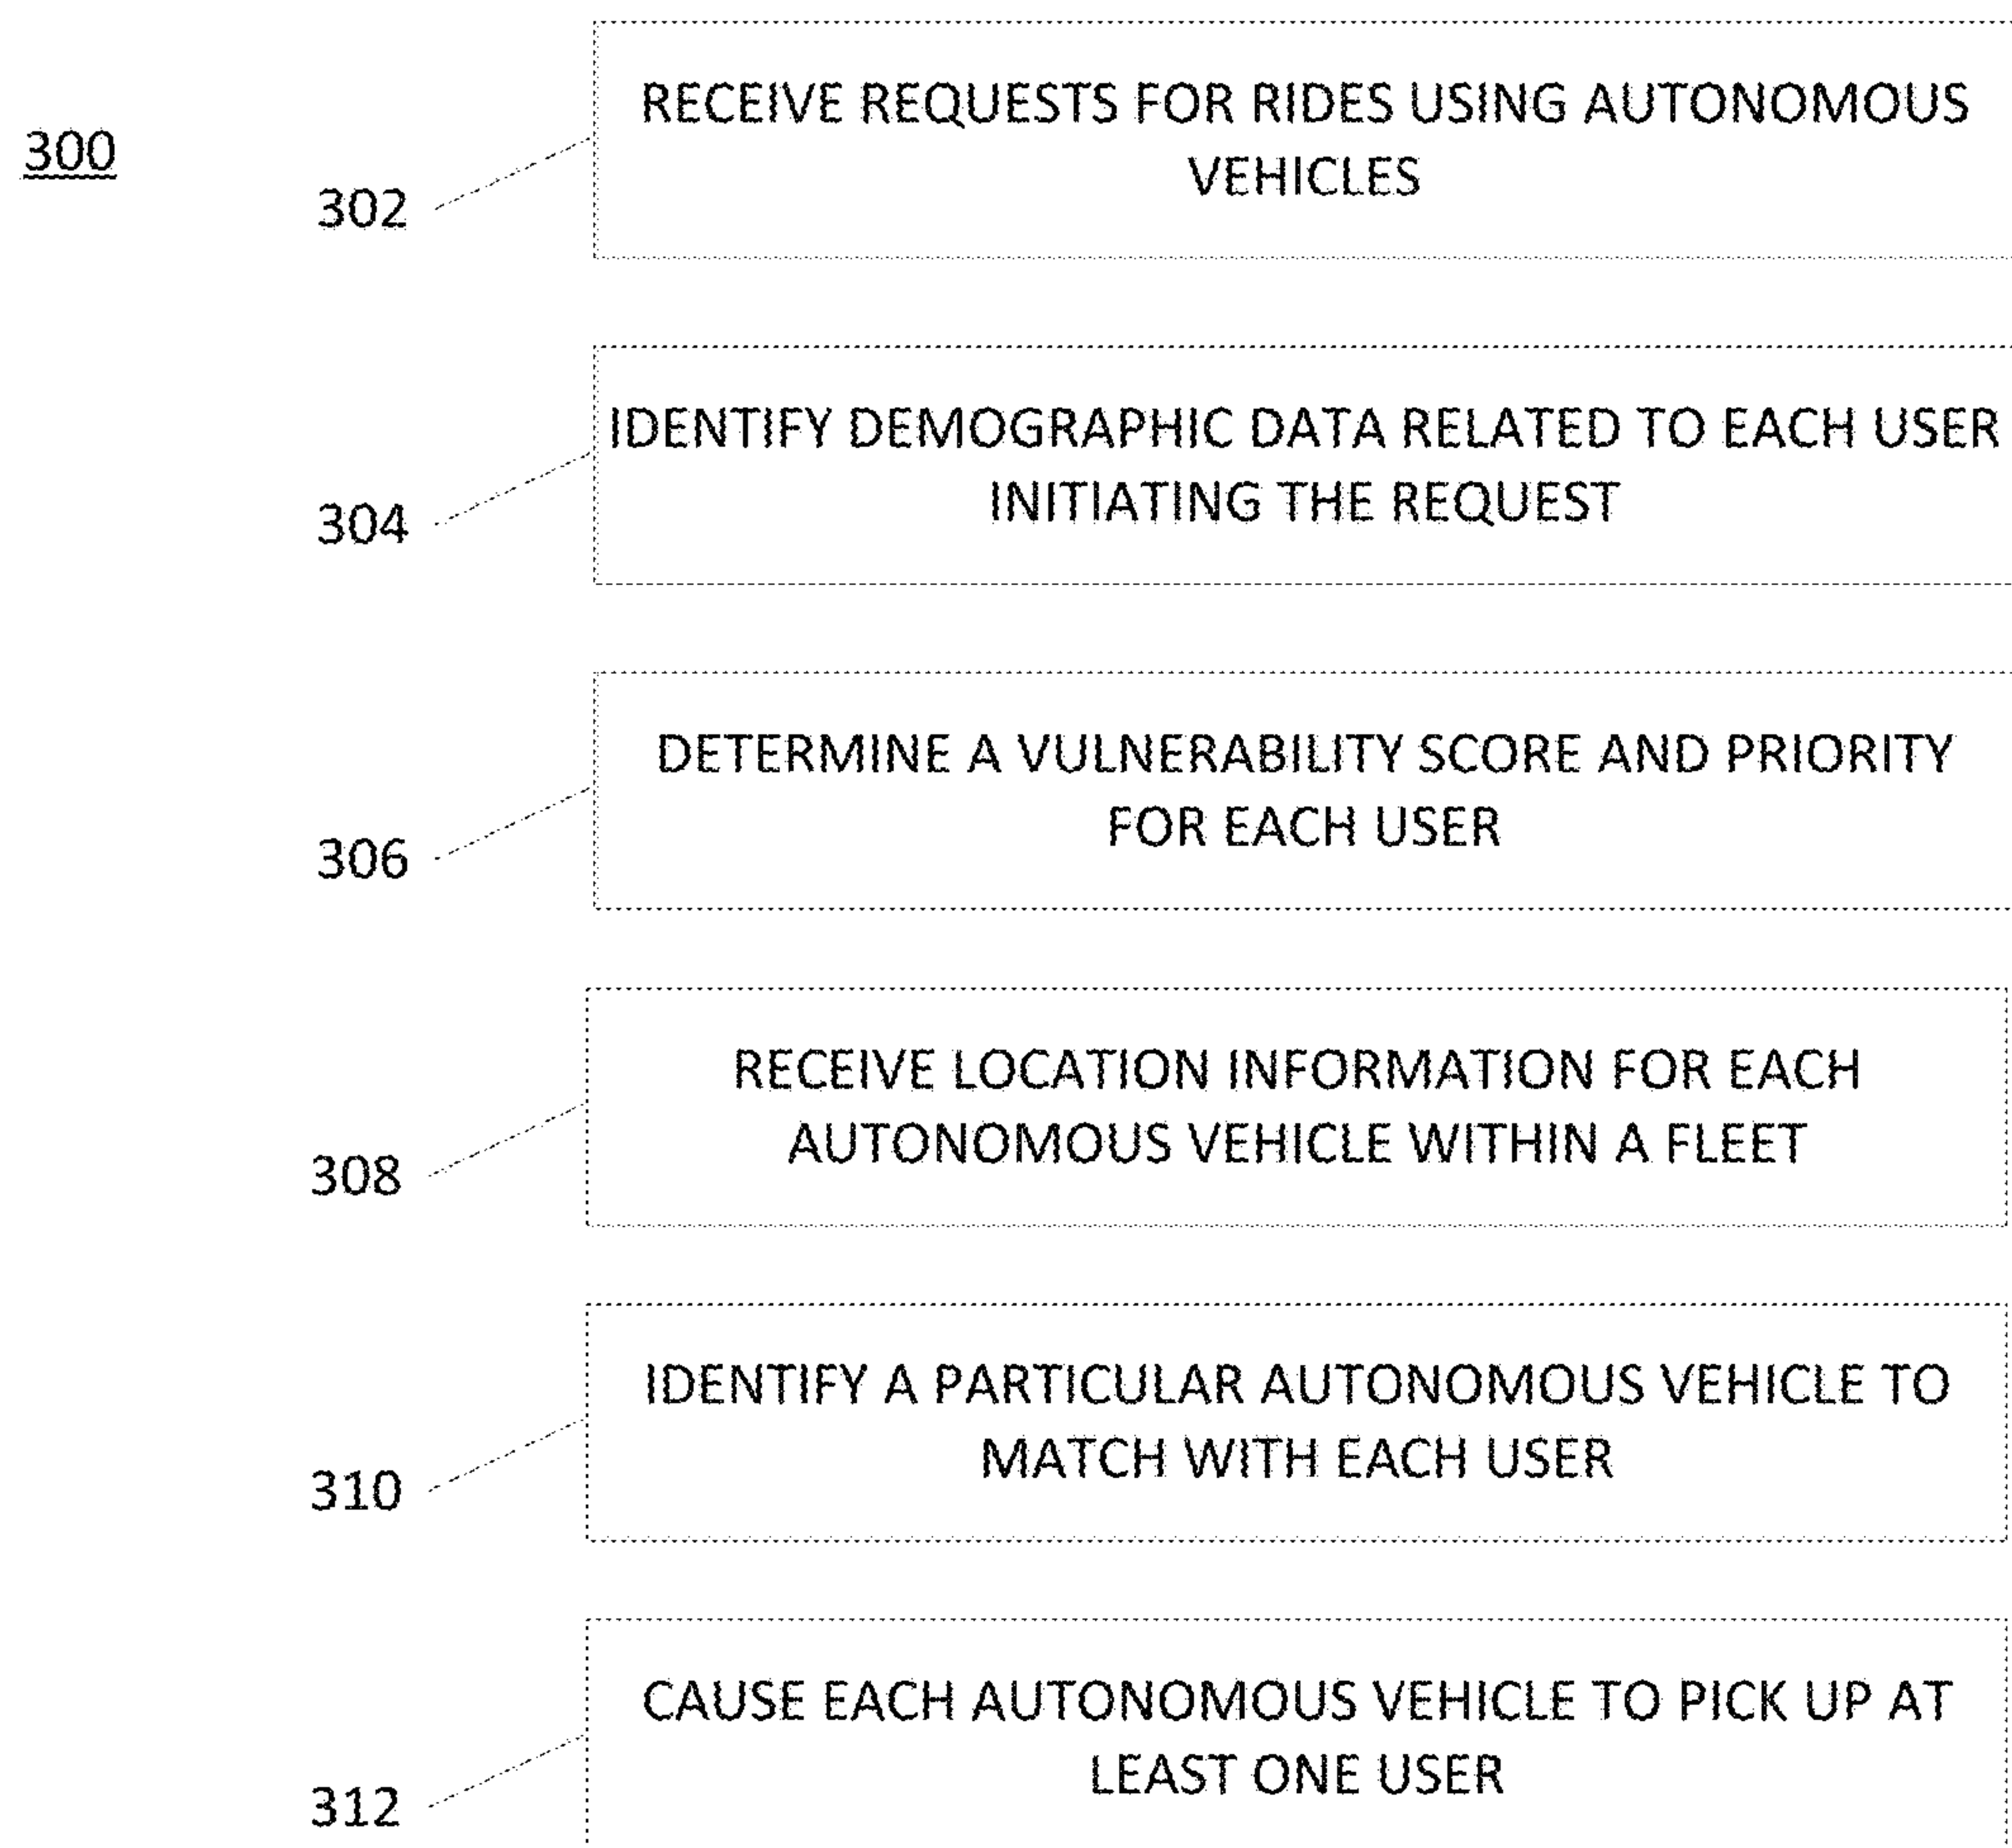 300
302
RECEIVE REQUESTS FOR RIDES USING AUTONOMOUS
VEHICLES
304
IDENTIFY DEMOGRAPHIC DATA RELATED TO EACH USER
INITIATING THE REQUEST
306
DETERMINE A VULNERABILITY SCORE AND PRIORITY
FOR EACH USER
308
RECEIVE LOCATION INFORMATION FOR EACH
AUTONOMOUS VEHICLE WITHIN A FLEET
310
IDENTIFY A PARTICULAR AUTONOMOUS VEHICLE TO
MATCH WITH EACH USER
312
CAUSE EACH AUTONOMOUS VEHICLE TO PICK UP AT
LEAST ONE USER